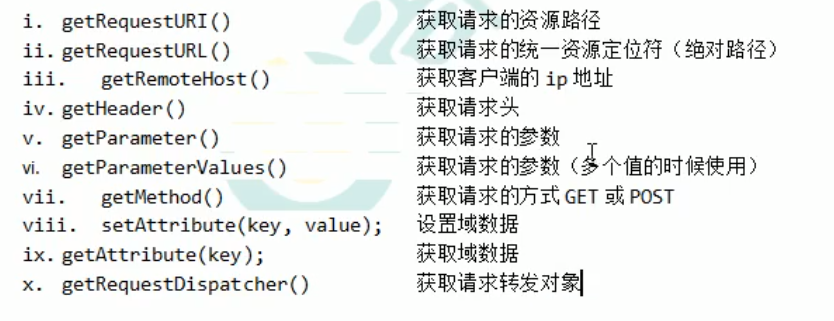 i. getRequestURI() 获取请求的资源路径
ii. getRequestURL() 获取请求的统一资源定位符（绝对路径）
iii. getRemoteHost() 获取客户端的 ip 地址
iv. getHeader() 获取请求头
v. getParameter() 获取请求的参数
vi. getParameterValues() 获取请求的参数（多个值的时候使用）
vii. getMethod() 获取请求的方式 GET 或 POST
viii. setAttribute(key, value); 设置域数据
ix. getAttribute(key); 获取域数据
x. getRequestDispatcher() 获取请求转发对象